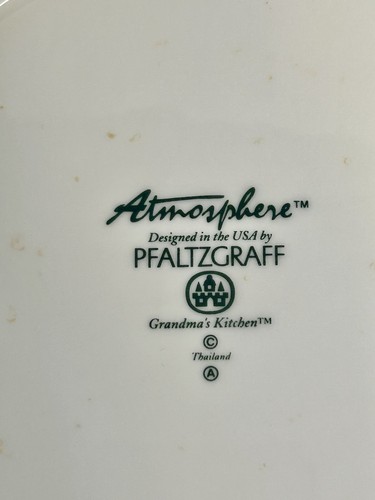 Atmosphere™
Designed in the USA by
PFALTZGRAFF
Grandma's Kitchen™
©
Thailand
Ⓐ